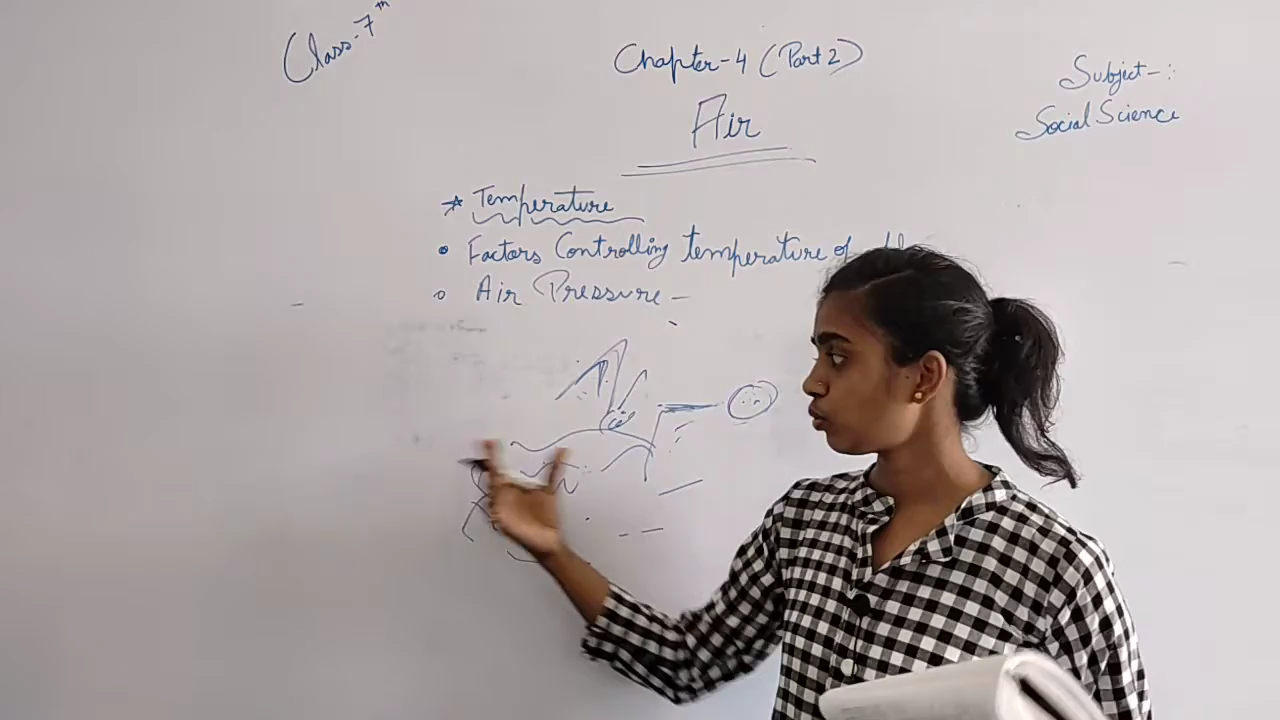 Class-7th
Chapter-4 (Part 2)
Subject-:
Social Science
Air
* Temperature
• Factors Controlling temperature of
○ Air Pressure -